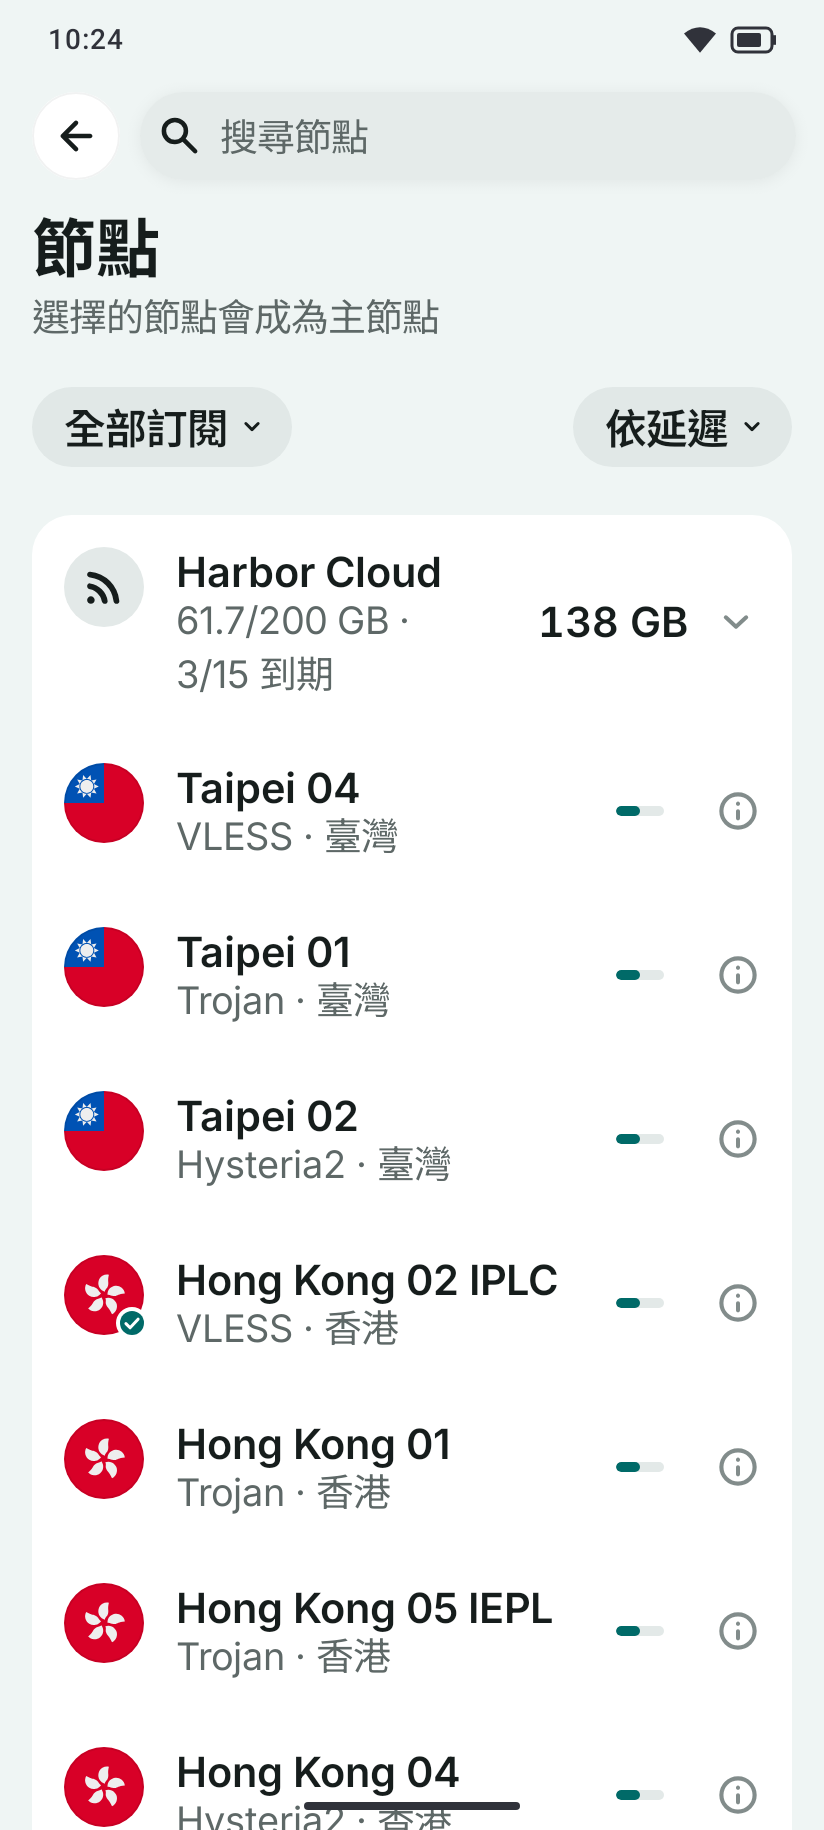 10:24
搜尋節點
節點
選擇的節點會成為主節點
全部訂閱
依延遲
Harbor Cloud
61.7/200 GB ·
3/15 到期
138 GB
Taipei 04
VLESS · 臺灣
Taipei 01
Trojan · 臺灣
Taipei 02
Hysteria2 · 臺灣
Hong Kong 02 IPLC
VLESS · 香港
Hong Kong 01
Trojan · 香港
Hong Kong 05 IEPL
Trojan · 香港
Hong Kong 04
Hysteria2 · 香港